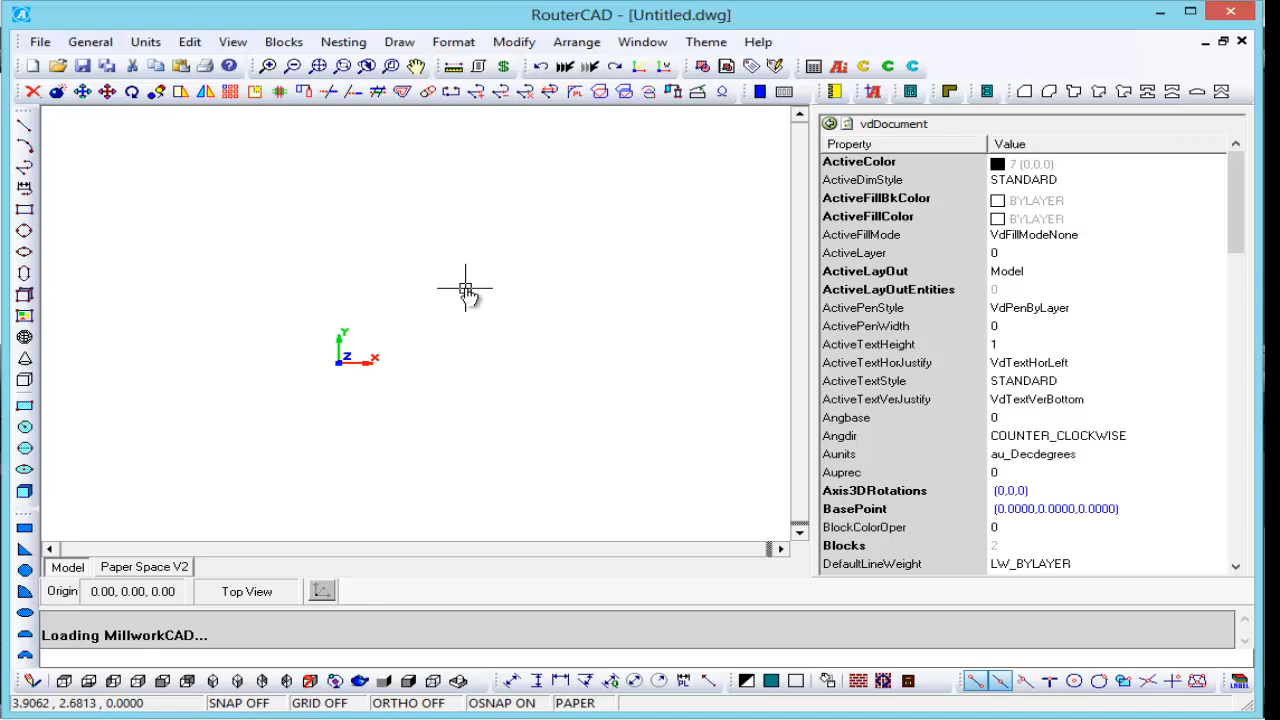 RouterCAD - [Untitled.dwg]
File General Units Edit View Blocks Nesting Draw Format Modify Arrange Window Theme Help
vdDocument
Property Value
ActiveColor 7 (0,0,0)
ActiveDimStyle STANDARD
ActiveFillBkColor BYLAYER
ActiveFillColor BYLAYER
ActiveFillMode VdFillModeNone
ActiveLayer 0
ActiveLayOut Model
ActiveLayOutEntities 0
ActivePenStyle VdPenByLayer
ActivePenWidth 0
ActiveTextHeight 1
ActiveTextHorJustify VdTextHorLeft
ActiveTextStyle STANDARD
ActiveTextVerJustify VdTextVerBottom
Angbase 0
Angdir COUNTER_CLOCKWISE
Aunits au_Decdegrees
Auprec 0
Axis3DRotations (0,0,0)
BasePoint (0.0000,0.0000,0.0000)
BlockColorOper 0
Blocks 2
DefaultLineWeight LW_BYLAYER
Y
Z X
Model Paper Space V2
Origin 0.00, 0.00, 0.00 Top View
Loading MillworkCAD...
LABEL
3.9062 , 2.6813 , 0.0000 SNAP OFF GRID OFF ORTHO OFF OSNAP ON PAPER